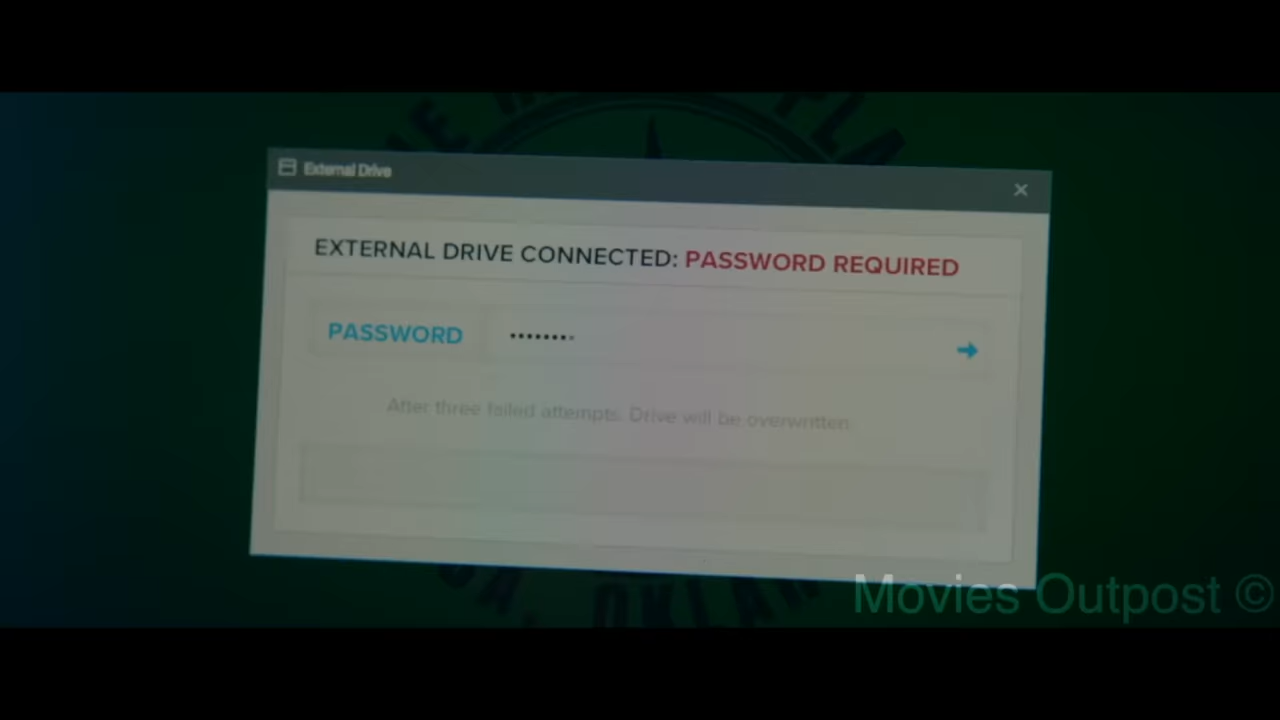 External Drive
EXTERNAL DRIVE CONNECTED: PASSWORD REQUIRED
PASSWORD ••••••••
After three failed attempts. Drive will be overwritten.
Movies Outpost ©